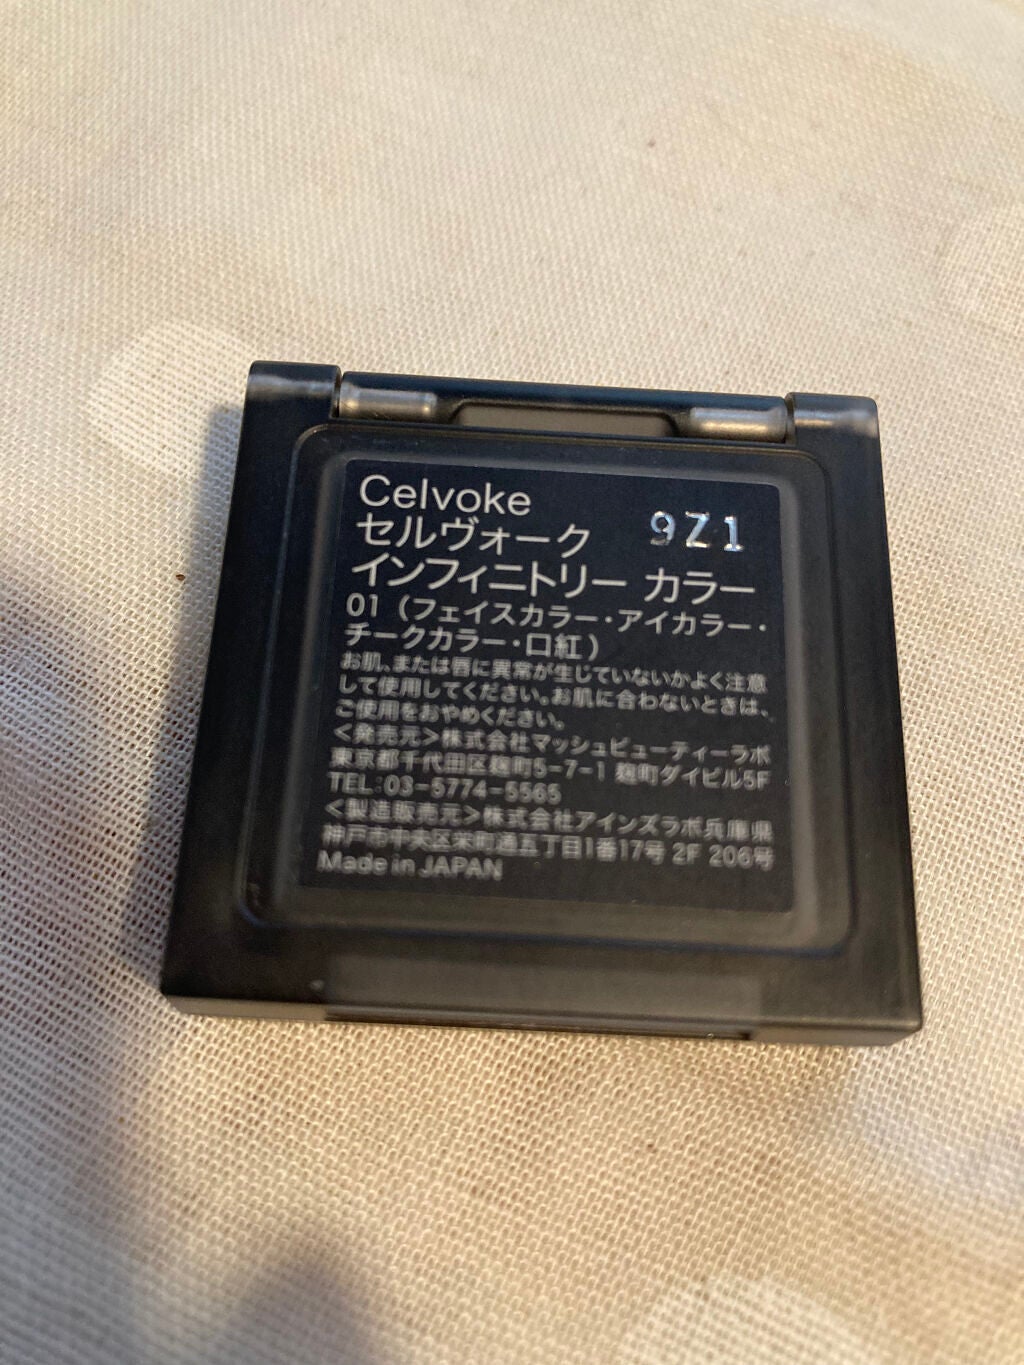 Celvoke
セルヴォーク 9Z1
インフィニトリー カラー
01(フェイスカラー・アイカラー・
チークカラー・口紅)
お肌、または唇に異常が生じていないかよく注意
して使用してください。お肌に合わないときは、
ご使用をおやめください。
<発売元>株式会社マッシュビューティーラボ
東京都千代田区麹町5-7-1 麹町ダイビル5F
TEL:03-5774-5565
<製造販売元>株式会社アインズラボ兵庫県
神戸市中央区栄町通五丁目1番17号 2F 206号
Made in JAPAN